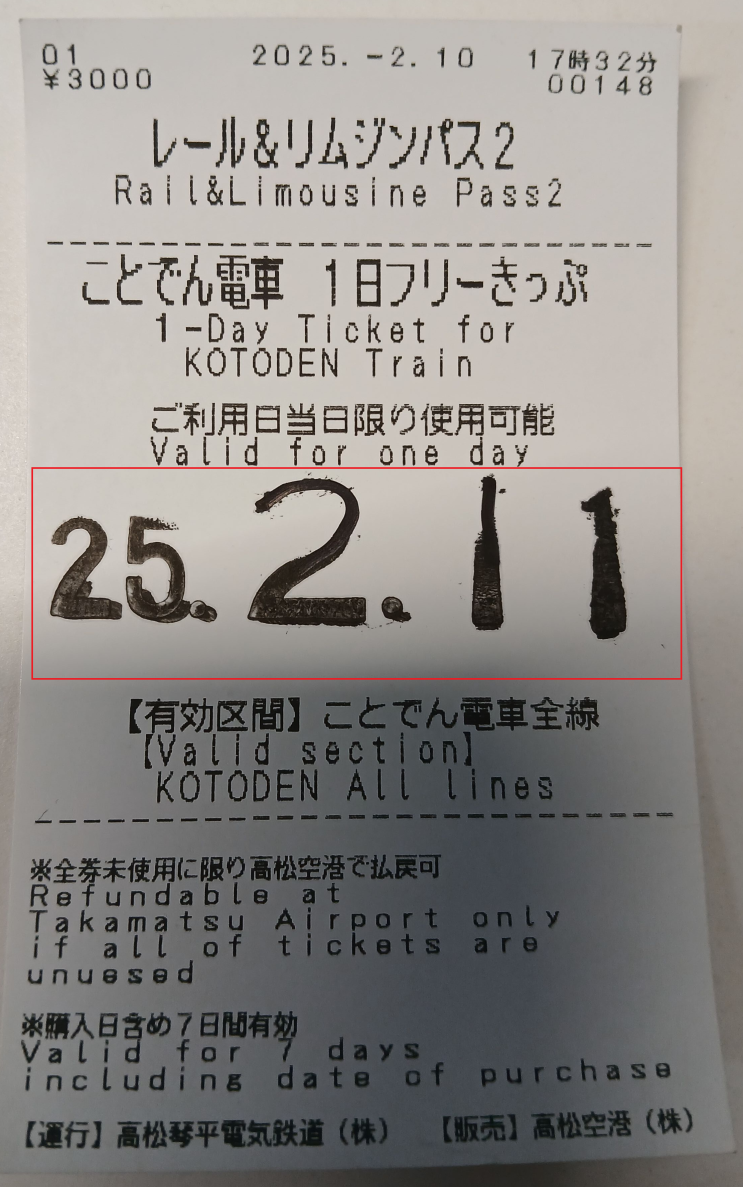 01 2025.-2.10 17時32分
¥3000 00148
レール&リムジンパス2
Rail&Limousine Pass2
ことでん電車 1日フリーきっぷ
1-Day Ticket for
KOTODEN Train
ご利用日当日限り使用可能
Valid for one day
25.2.11
【有効区間】ことでん電車全線
【Valid section】
KOTODEN All lines
※全券未使用に限り高松空港で払戻可
Refundable at
Takamatsu Airport only
if all of tickets are
unuesed
※購入日含め7日間有効
Valid for 7 days
including date of purchase
【運行】高松琴平電気鉄道(株) 【販売】高松空港(株)